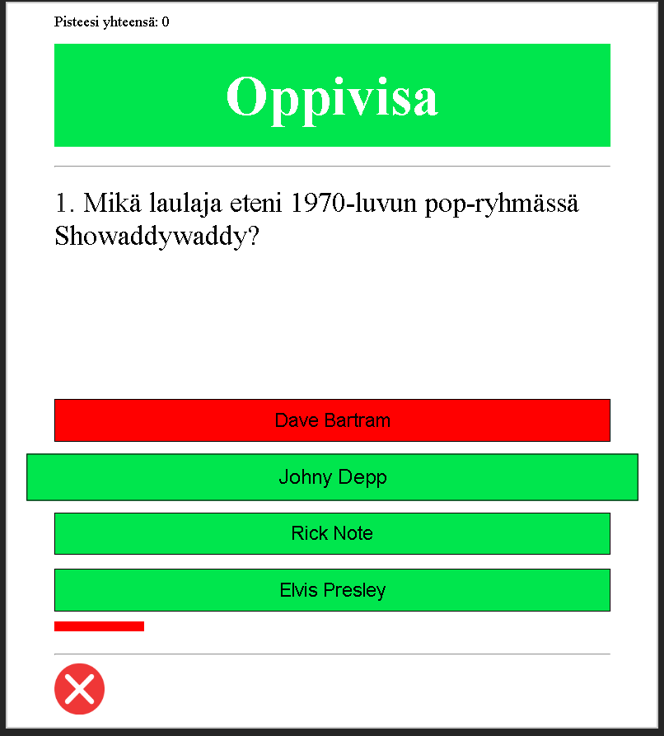 Pisteesi yhteensä: 0
Oppivisa
1. Mikä laulaja eteni 1970-luvun pop-ryhmässä
Showaddywaddy?
Dave Bartram
Johny Depp
Rick Note
Elvis Presley